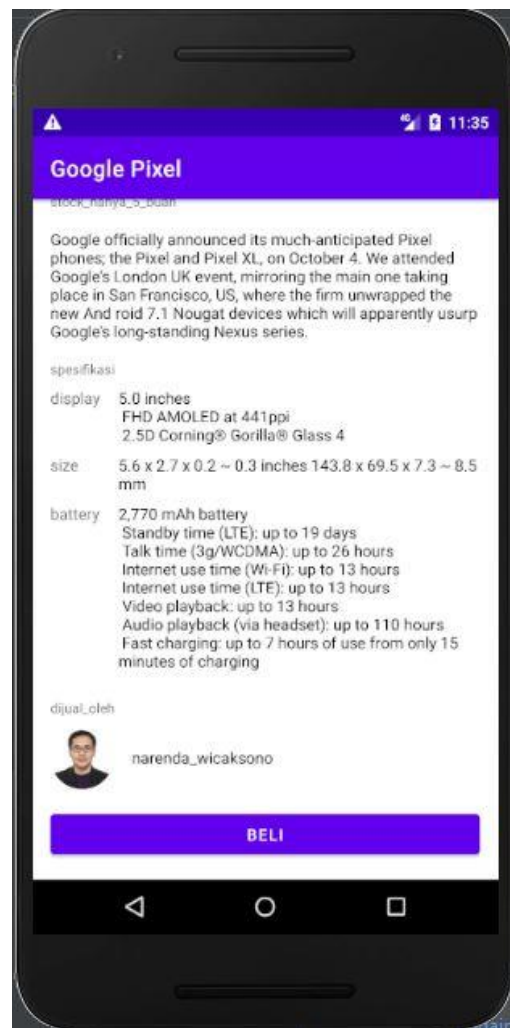 4G 11:35
Google Pixel
stock_hanya_5_buah
Google officially announced its much-anticipated Pixel
phones; the Pixel and Pixel XL, on October 4. We attended
Google's London UK event, mirroring the main one taking
place in San Francisco, US, where the firm unwrapped the
new And roid 7.1 Nougat devices which will apparently usurp
Google's long-standing Nexus series.
spesifikasi
display 5.0 inches
FHD AMOLED at 441ppi
2.5D Corning® Gorilla® Glass 4
size 5.6 x 2.7 x 0.2 ~ 0.3 inches 143.8 x 69.5 x 7.3 ~ 8.5
mm
battery 2,770 mAh battery
Standby time (LTE): up to 19 days
Talk time (3g/WCDMA): up to 26 hours
Internet use time (Wi-Fi): up to 13 hours
Internet use time (LTE): up to 13 hours
Video playback: up to 13 hours
Audio playback (via headset): up to 110 hours
Fast charging: up to 7 hours of use from only 15
minutes of charging
dijual_oleh
narenda_wicaksono
BELI